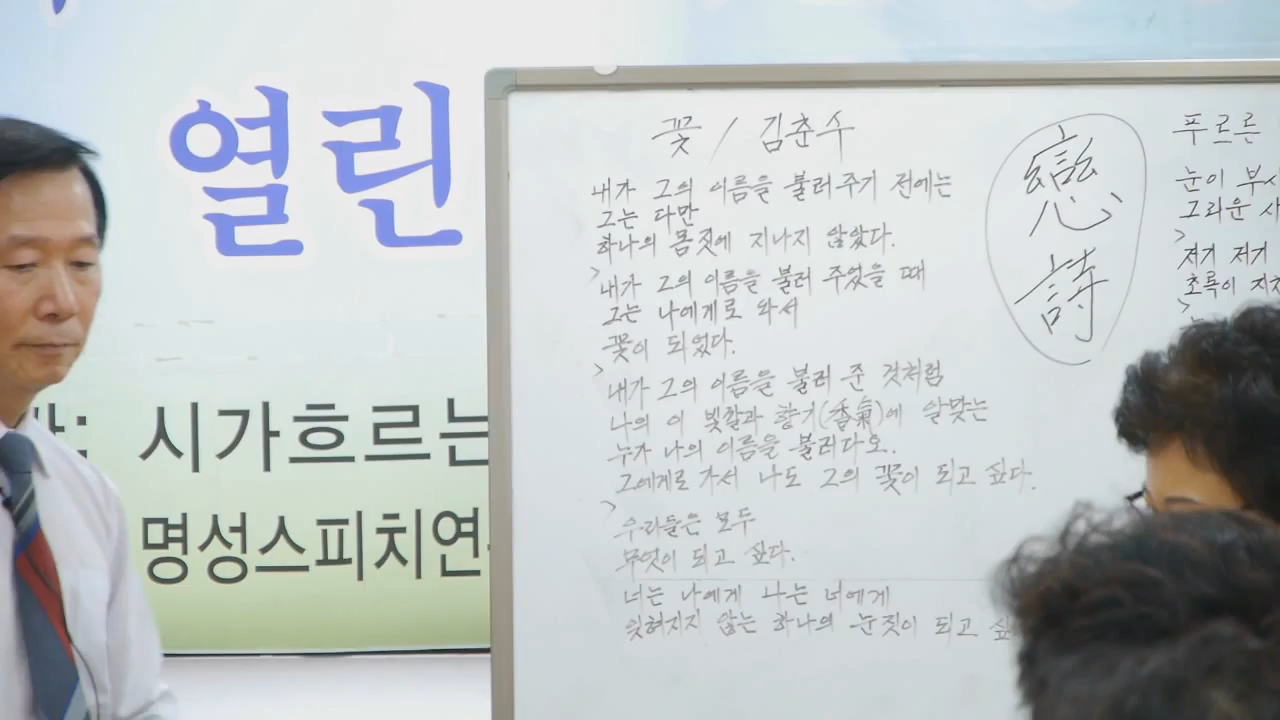 열린
시가흐르는
명성스피치연
꽃 / 김춘수
내가 그의 이름을 불러주기 전에는
그는 다만
하나의 몸짓에 지나지 않았다.
내가 그의 이름을 불러 주었을 때
그는 나에게로 와서
꽃이 되었다.
내가 그의 이름을 불러 준 것처럼
나의 이 빛깔과 향기(香氣)에 알맞는
누가 나의 이름을 불러다오.
그에게로 가서 나도 그의 꽃이 되고 싶다.
우리들은 모두
무엇이 되고 싶다.
너는 나에게 나는 너에게
잊혀지지 않는 하나의 눈짓이 되고 싶
戀
詩
푸르른
눈이 부시
그리운 사
저기 저기
초록이 지치